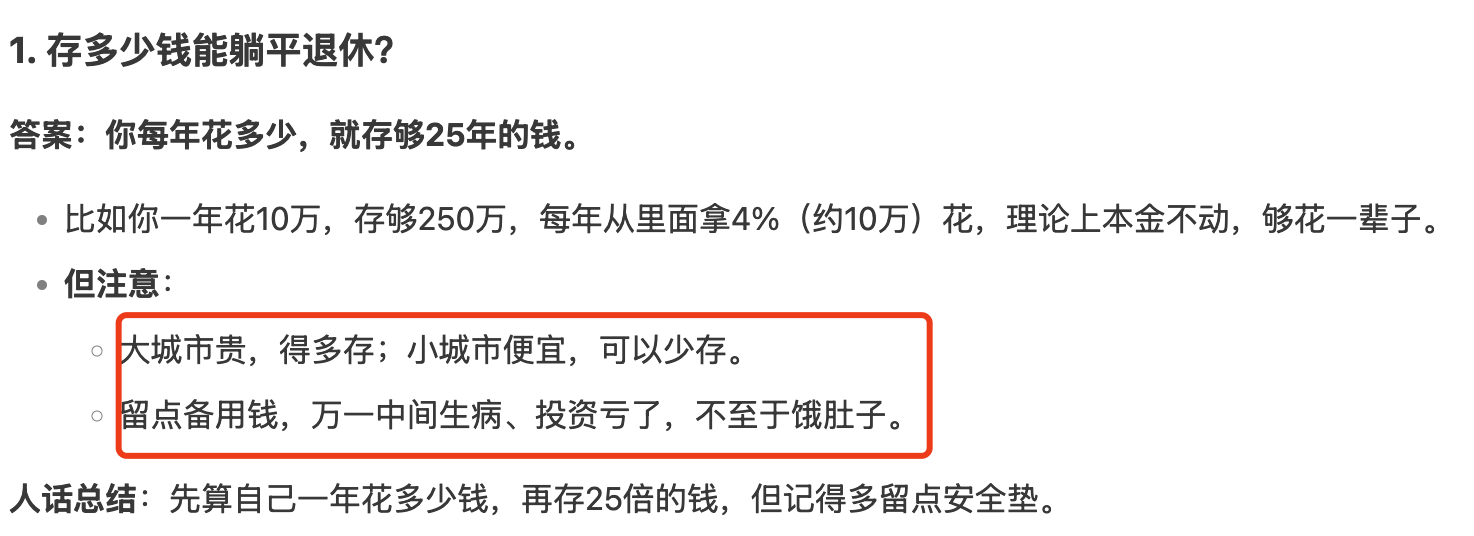 1. 存多少钱能躺平退休？
答案：你每年花多少，就存够25年的钱。
比如你一年花10万，存够250万，每年从里面拿4%（约10万）花，理论上本金不动，够花一辈子。
但注意：
大城市贵，得多存；小城市便宜，可以少存。
留点备用钱，万一中间生病、投资亏了，不至于饿肚子。
人话总结：先算自己一年花多少钱，再存25倍的钱，但记得多留点安全垫。